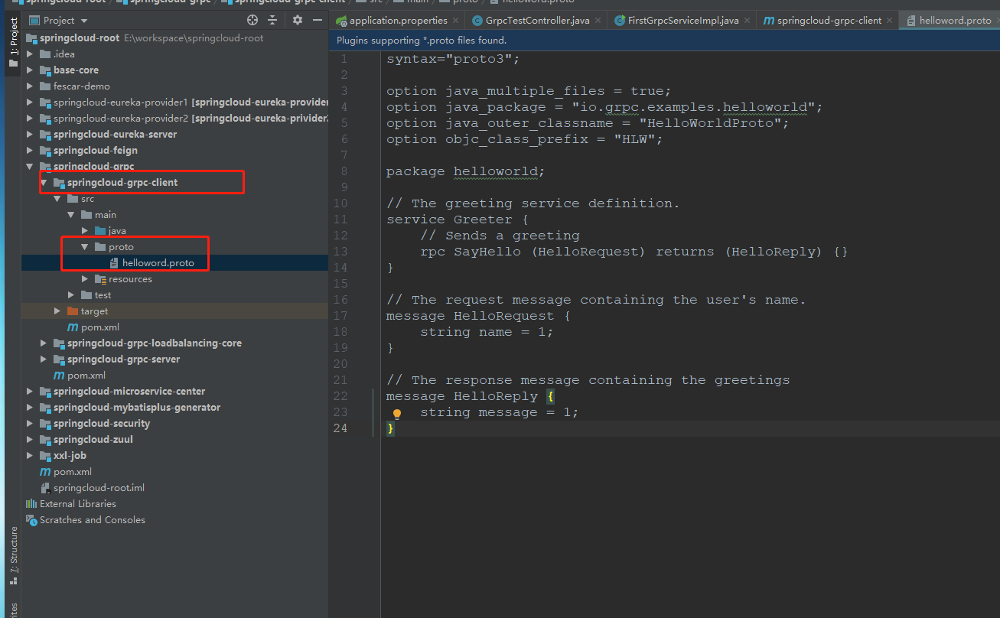 springcloud-root springcloud-grpc springcloud-grpc-client src main proto helloword.proto
1: Project
Project
application.properties GrpcTestController.java FirstGrpcServiceImpl.java springcloud-grpc-client helloword.proto
Plugins supporting *.proto files found.
springcloud-root E:\workspace\springcloud-root
.idea
base-core
fescar-demo
springcloud-eureka-provider1 [springcloud-eureka-provider
springcloud-eureka-provider2 [springcloud-eureka-privider2
springcloud-eureka-server
springcloud-feign
springcloud-grpc
springcloud-grpc-client
src
main
java
proto
helloword.proto
resources
test
target
pom.xml
springcloud-grpc-loadbalancing-core
springcloud-grpc-server
pom.xml
springcloud-microservice-center
springcloud-mybatisplus-generator
springcloud-security
springcloud-zuul
xxl-job
pom.xml
springcloud-root.iml
External Libraries
Scratches and Consoles
7: Structure
1 syntax="proto3";
2
3 option java_multiple_files = true;
4 option java_package = "io.grpc.examples.helloworld";
5 option java_outer_classname = "HelloWorldProto";
6 option objc_class_prefix = "HLW";
7
8 package helloworld;
9
10 // The greeting service definition.
11 service Greeter {
12 // Sends a greeting
13 rpc SayHello (HelloRequest) returns (HelloReply) {}
14 }
15
16 // The request message containing the user's name.
17 message HelloRequest {
18 string name = 1;
19 }
20
21 // The response message containing the greetings
22 message HelloReply {
23 string message = 1;
24 }